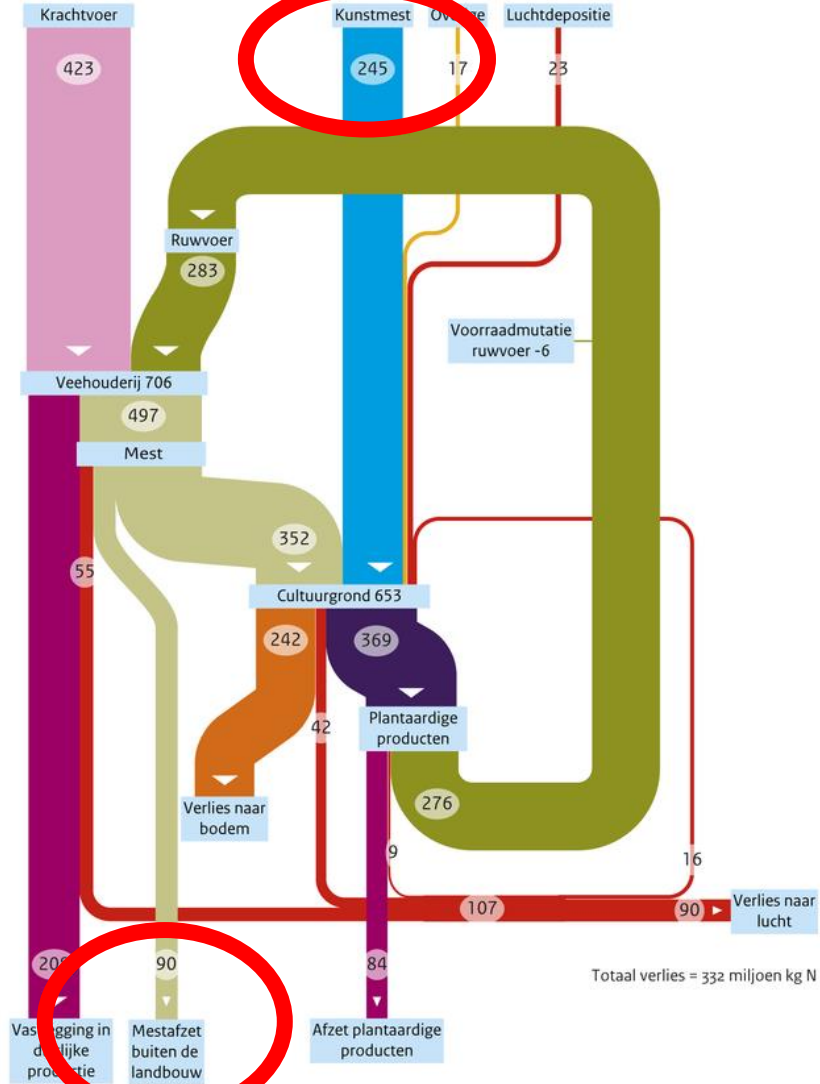 Krachtvoer
Kunstmest
Luchtdepositie
423
245
17
23
Ruwvoer
283
Voorraadmutatie
ruwvoer -6
Veehouderij 706
497
Mest
352
55
Cultuurgrond 653
242
369
42
Plantaardige
producten
276
Verlies naar
bodem
9
16
107
90
Verlies naar
lucht
90
84
Totaal verlies = 332 miljoen kg N
in
Mestafzet
buiten de
landbouw
Afzet plantaardige
producten